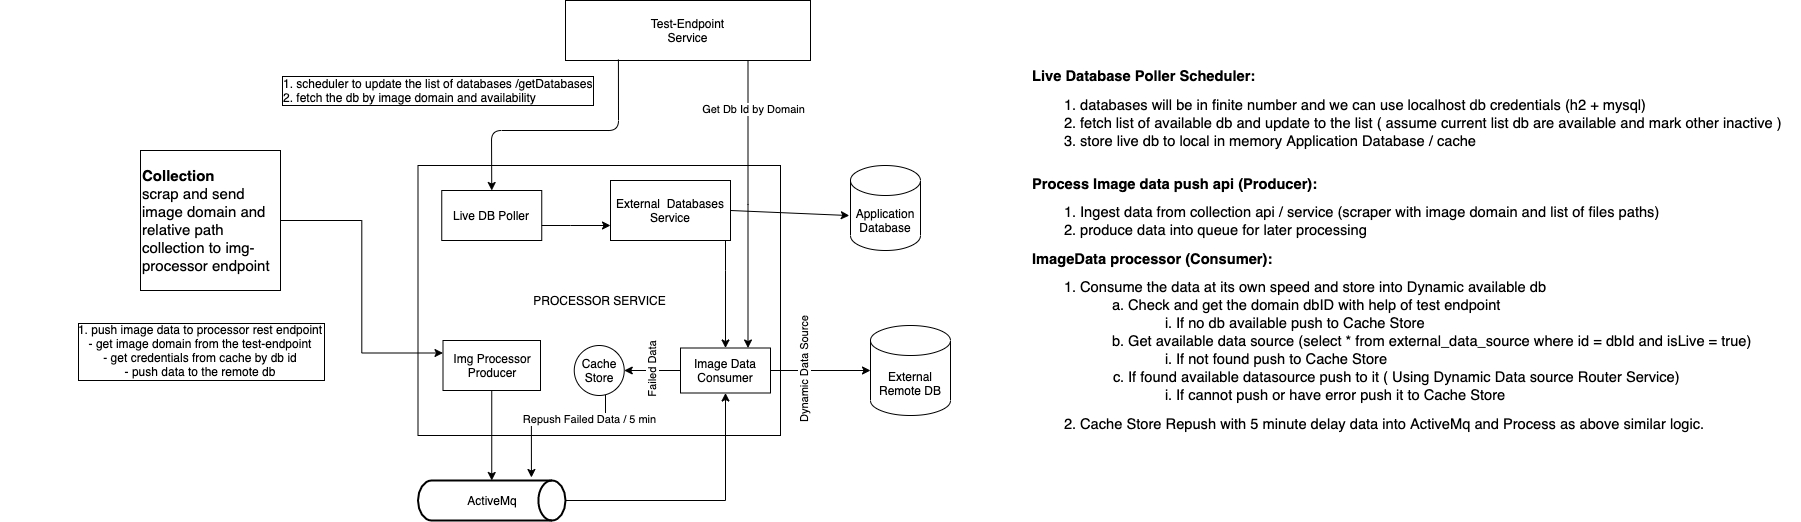 Test-Endpoint
Service
1. scheduler to update the list of databases /getDatabases
2. fetch the db by image domain and availability
Get Db Id by Domain
Collection
scrap and send
image domain and
relative path
collection to img-
processor endpoint
Live DB Poller
External Databases
Service
Application
Database
PROCESSOR SERVICE
1. push image data to processor rest endpoint
- get image domain from the test-endpoint
- get credentials from cache by db id
- push data to the remote db
Img Processor
Producer
Cache
Store
Failed Data
Image Data
Consumer
Dynamic Data Source
External
Remote DB
Repush Failed Data / 5 min
ActiveMq
Live Database Poller Scheduler:
1. databases will be in finite number and we can use localhost db credentials (h2 + mysql)
2. fetch list of available db and update to the list ( assume current list db are available and mark other inactive )
3. store live db to local in memory Application Database / cache
Process Image data push api (Producer):
1. Ingest data from collection api / service (scraper with image domain and list of files paths)
2. produce data into queue for later processing
ImageData processor (Consumer):
1. Consume the data at its own speed and store into Dynamic available db
a. Check and get the domain dbID with help of test endpoint
i. If no db available push to Cache Store
b. Get available data source (select * from external_data_source where id = dbId and isLive = true)
i. If not found push to Cache Store
c. If found available datasource push to it ( Using Dynamic Data source Router Service)
i. If cannot push or have error push it to Cache Store
2. Cache Store Repush with 5 minute delay data into ActiveMq and Process as above similar logic.